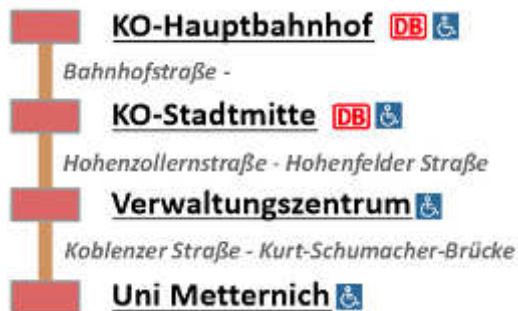 KO-Hauptbahnhof DB
Bahnhofstraße -
KO-Stadtmitte DB
Hohenzollernstraße - Hohenfelder Straße
Verwaltungszentrum
Koblenzer Straße - Kurt-Schumacher-Brücke
Uni Metternich